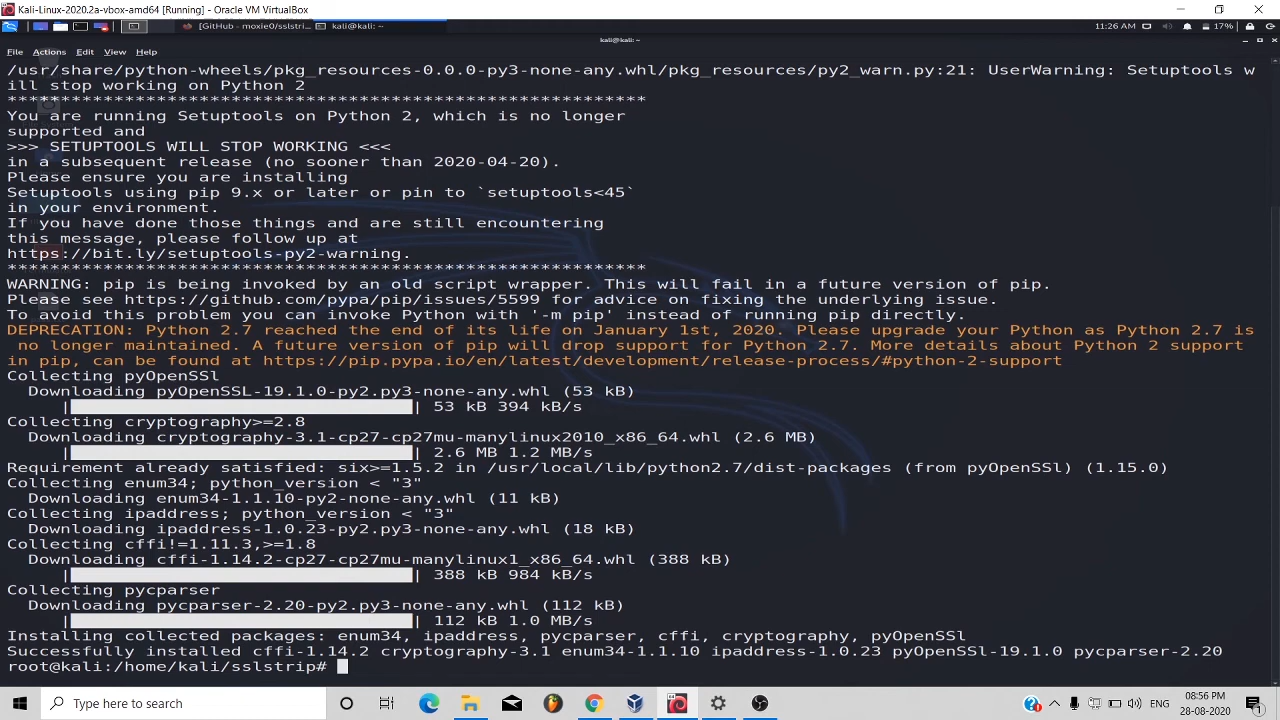 Kali-Linux-2020.2a-vbox-amd64 [Running] - Oracle VM VirtualBox
[GitHub - moxie0/sslstri… kali@kali: ~ 11:26 AM 17%
kali@kali: ~
File Actions Edit View Help
/usr/share/python-wheels/pkg_resources-0.0.0-py3-none-any.whl/pkg_resources/py2_warn.py:21: UserWarning: Setuptools w
ill stop working on Python 2
************************************************************
You are running Setuptools on Python 2, which is no longer
supported and
>>> SETUPTOOLS WILL STOP WORKING <<<
in a subsequent release (no sooner than 2020-04-20).
Please ensure you are installing
Setuptools using pip 9.x or later or pin to `setuptools<45`
in your environment.
If you have done those things and are still encountering
this message, please follow up at
https://bit.ly/setuptools-py2-warning.
************************************************************
WARNING: pip is being invoked by an old script wrapper. This will fail in a future version of pip.
Please see https://github.com/pypa/pip/issues/5599 for advice on fixing the underlying issue.
To avoid this problem you can invoke Python with '-m pip' instead of running pip directly.
DEPRECATION: Python 2.7 reached the end of its life on January 1st, 2020. Please upgrade your Python as Python 2.7 is
no longer maintained. A future version of pip will drop support for Python 2.7. More details about Python 2 support
in pip, can be found at https://pip.pypa.io/en/latest/development/release-process/#python-2-support
Collecting pyOpenSSl
Downloading pyOpenSSL-19.1.0-py2.py3-none-any.whl (53 kB)
|████████████████████████████████| 53 kB 394 kB/s
Collecting cryptography>=2.8
Downloading cryptography-3.1-cp27-cp27mu-manylinux2010_x86_64.whl (2.6 MB)
|████████████████████████████████| 2.6 MB 1.2 MB/s
Requirement already satisfied: six>=1.5.2 in /usr/local/lib/python2.7/dist-packages (from pyOpenSSl) (1.15.0)
Collecting enum34; python_version < "3"
Downloading enum34-1.1.10-py2-none-any.whl (11 kB)
Collecting ipaddress; python_version < "3"
Downloading ipaddress-1.0.23-py2.py3-none-any.whl (18 kB)
Collecting cffi!=1.11.3,>=1.8
Downloading cffi-1.14.2-cp27-cp27mu-manylinux1_x86_64.whl (388 kB)
|████████████████████████████████| 388 kB 984 kB/s
Collecting pycparser
Downloading pycparser-2.20-py2.py3-none-any.whl (112 kB)
|████████████████████████████████| 112 kB 1.0 MB/s
Installing collected packages: enum34, ipaddress, pycparser, cffi, cryptography, pyOpenSSl
Successfully installed cffi-1.14.2 cryptography-3.1 enum34-1.1.10 ipaddress-1.0.23 pyOpenSSl-19.1.0 pycparser-2.20
root@kali:/home/kali/sslstrip#
Type here to search
ENG
08:56 PM
28-08-2020